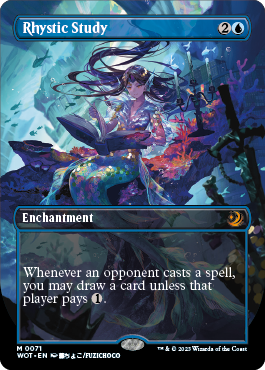 Rhystic Study 2
Enchantment
Whenever an opponent casts a spell,
you may draw a card unless that
player pays 1.
M 0071
WOT • EN FUZICHOCO
™ & © 2023 Wizards of the Coast